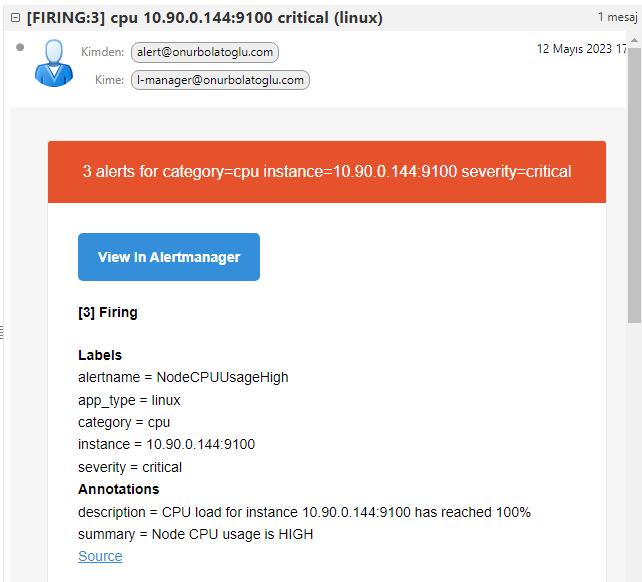 [FIRING:3] cpu 10.90.0.144:9100 critical (linux) 1 mesaj
Kimden: alert@onurbolatoglu.com 12 Mayıs 2023 17
Kime: l-manager@onurbolatoglu.com
3 alerts for category=cpu instance=10.90.0.144:9100 severity=critical
View In Alertmanager
[3] Firing
Labels
alertname = NodeCPUUsageHigh
app_type = linux
category = cpu
instance = 10.90.0.144:9100
severity = critical
Annotations
description = CPU load for instance 10.90.0.144:9100 has reached 100%
summary = Node CPU usage is HIGH
Source